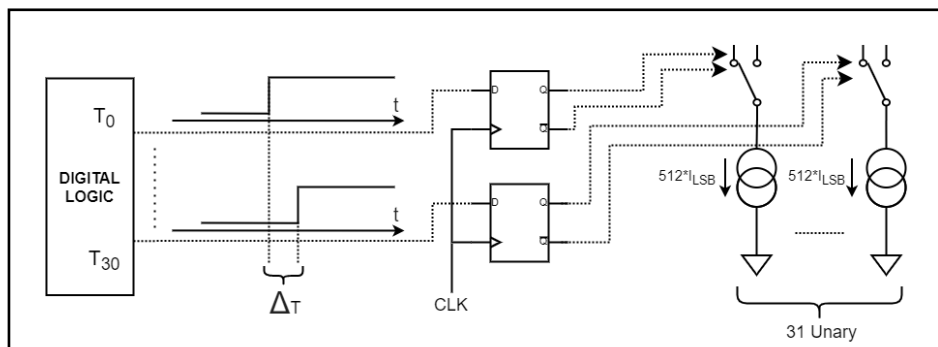 T0
DIGITAL
LOGIC
T30
t
t
ΔT
D
Q
Q
D
Q
Q
CLK
512*ILSB
512*ILSB
31 Unary